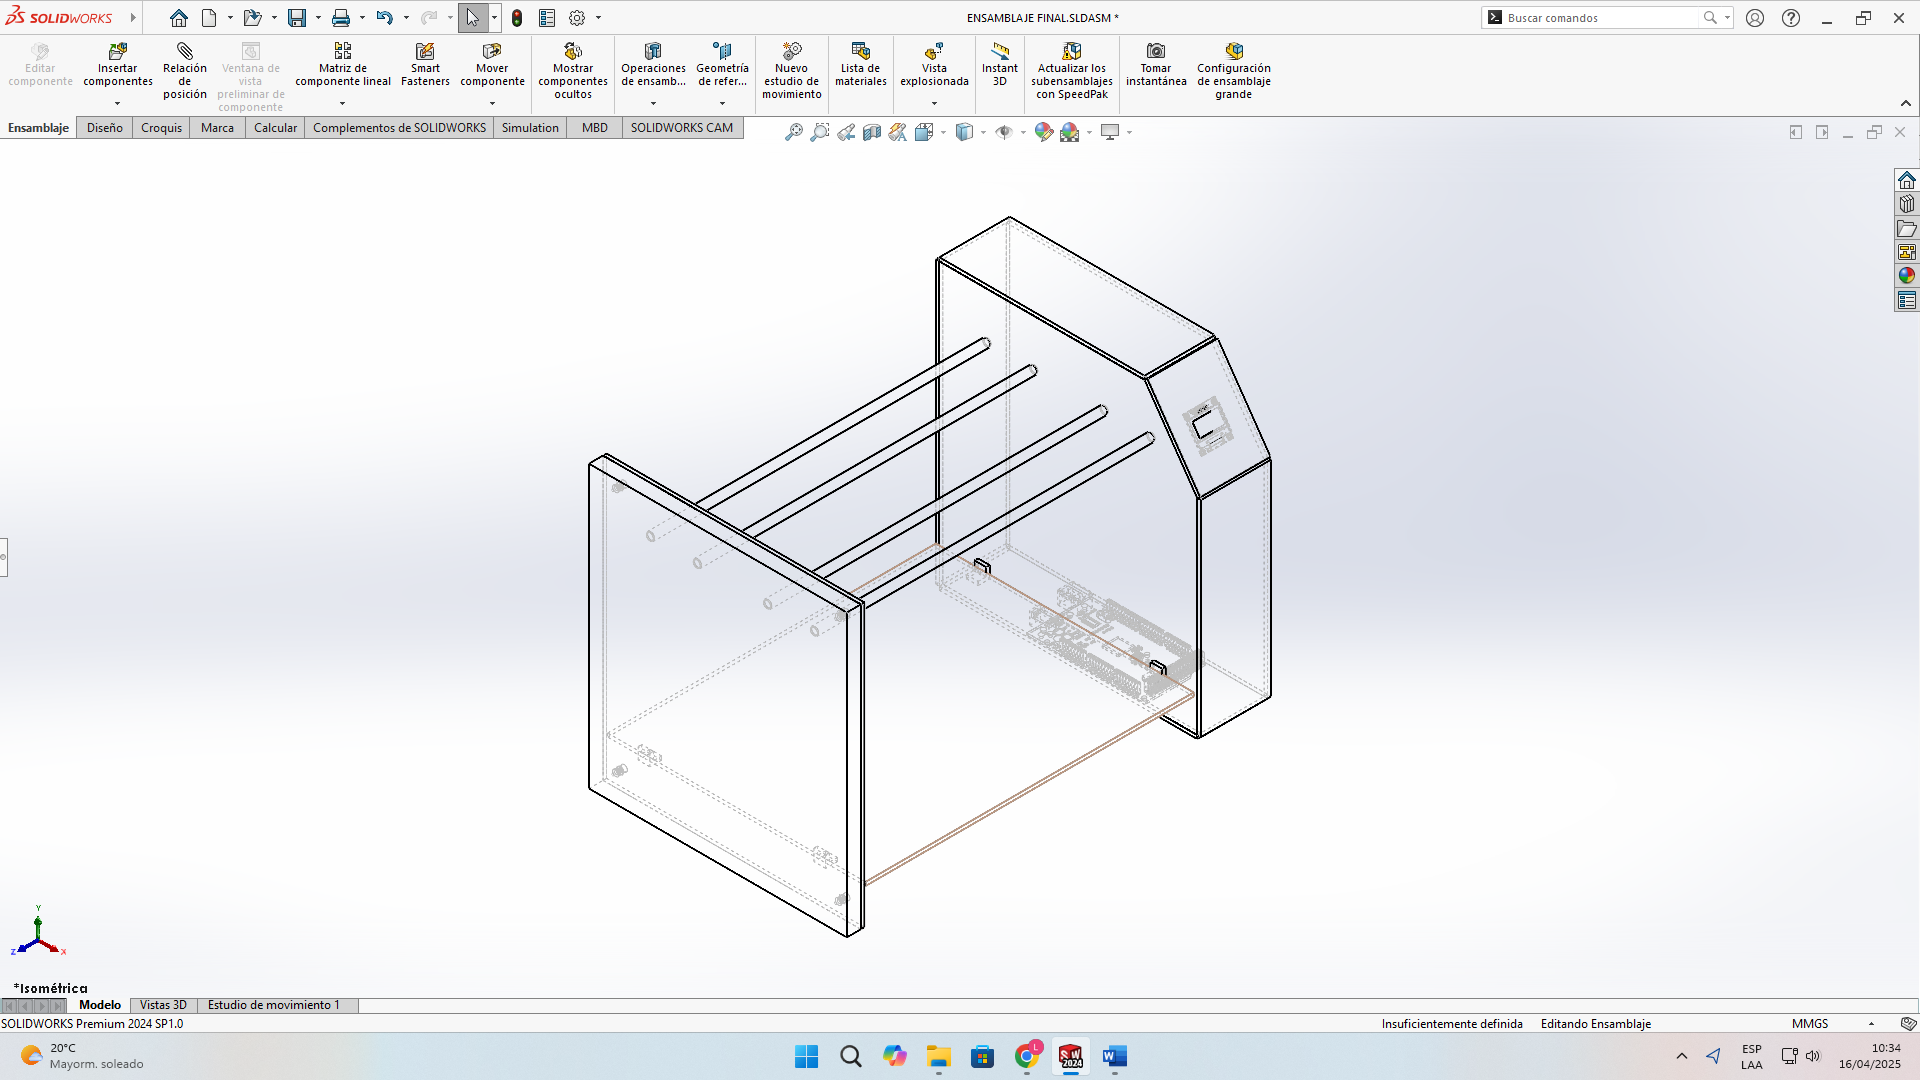 SOLIDWORKS
ENSAMBLAJE FINAL.SLDASM *
Buscar comandos
Editar
componente
Insertar
componentes
Relación
de
posición
Ventana de
vista
preliminar de
componente
Matriz de
componente lineal
Smart
Fasteners
Mover
componente
Mostrar
componentes
ocultos
Operaciones
de ensamb...
Geometría
de refer...
Nuevo
estudio de
movimiento
Lista de
materiales
Vista
explosionada
Instant
3D
Actualizar los
subensamblajes
con SpeedPak
Tomar
instantánea
Configuración
de ensamblaje
grande
Ensamblaje
Diseño
Croquis
Marca
Calcular
Complementos de SOLIDWORKS
Simulation
MBD
SOLIDWORKS CAM
Y
Z
X
*Isométrica
Modelo
Vistas 3D
Estudio de movimiento 1
SOLIDWORKS Premium 2024 SP1.0
Insuficientemente definida
Editando Ensamblaje
MMGS
20°C
Mayorm. soleado
L
SW
2024
W
ESP
LAA
10:34
16/04/2025